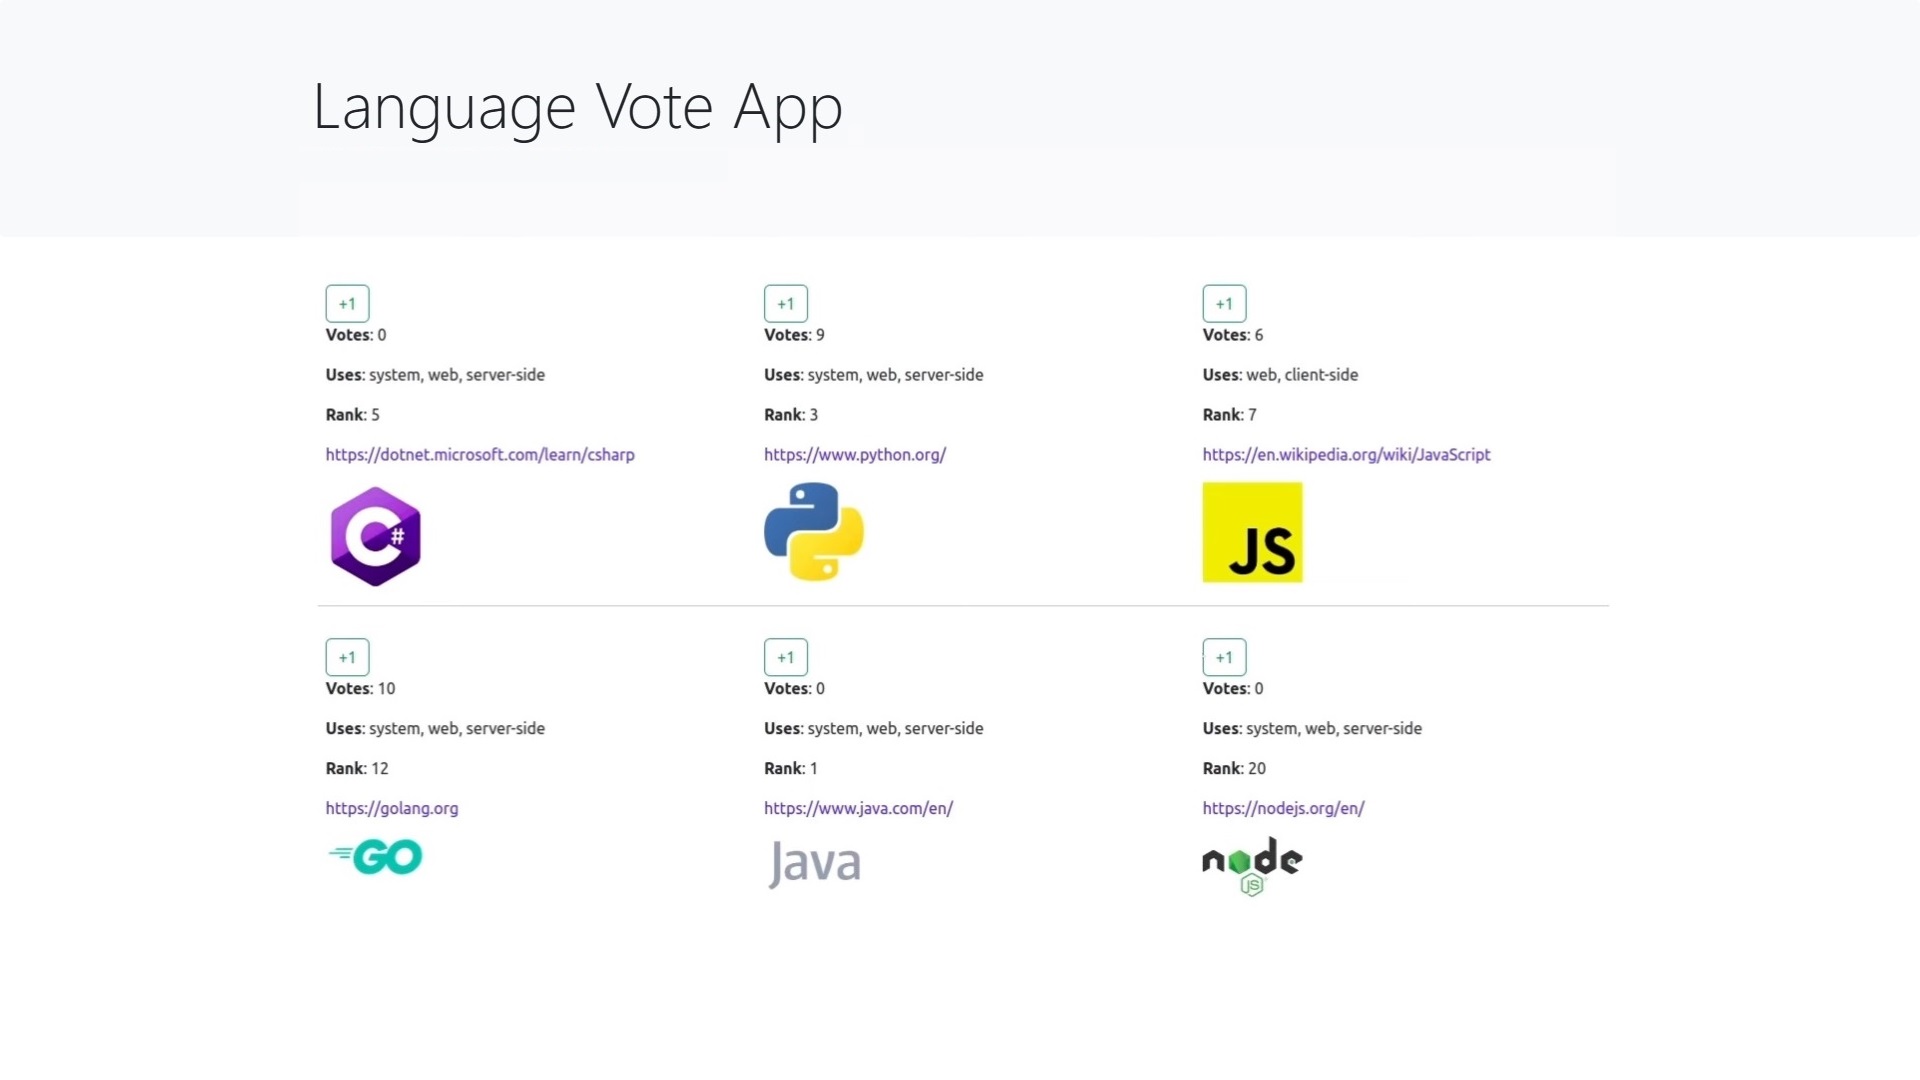 Language Vote App
+1
Votes: 0
Uses: system, web, server-side
Rank: 5
https://dotnet.microsoft.com/learn/csharp
C#
+1
Votes: 9
Uses: system, web, server-side
Rank: 3
https://www.python.org/
+1
Votes: 6
Uses: web, client-side
Rank: 7
https://en.wikipedia.org/wiki/JavaScript
JS
+1
Votes: 10
Uses: system, web, server-side
Rank: 12
https://golang.org
GO
+1
Votes: 0
Uses: system, web, server-side
Rank: 1
https://www.java.com/en/
Java
+1
Votes: 0
Uses: system, web, server-side
Rank: 20
https://nodejs.org/en/
node
JS